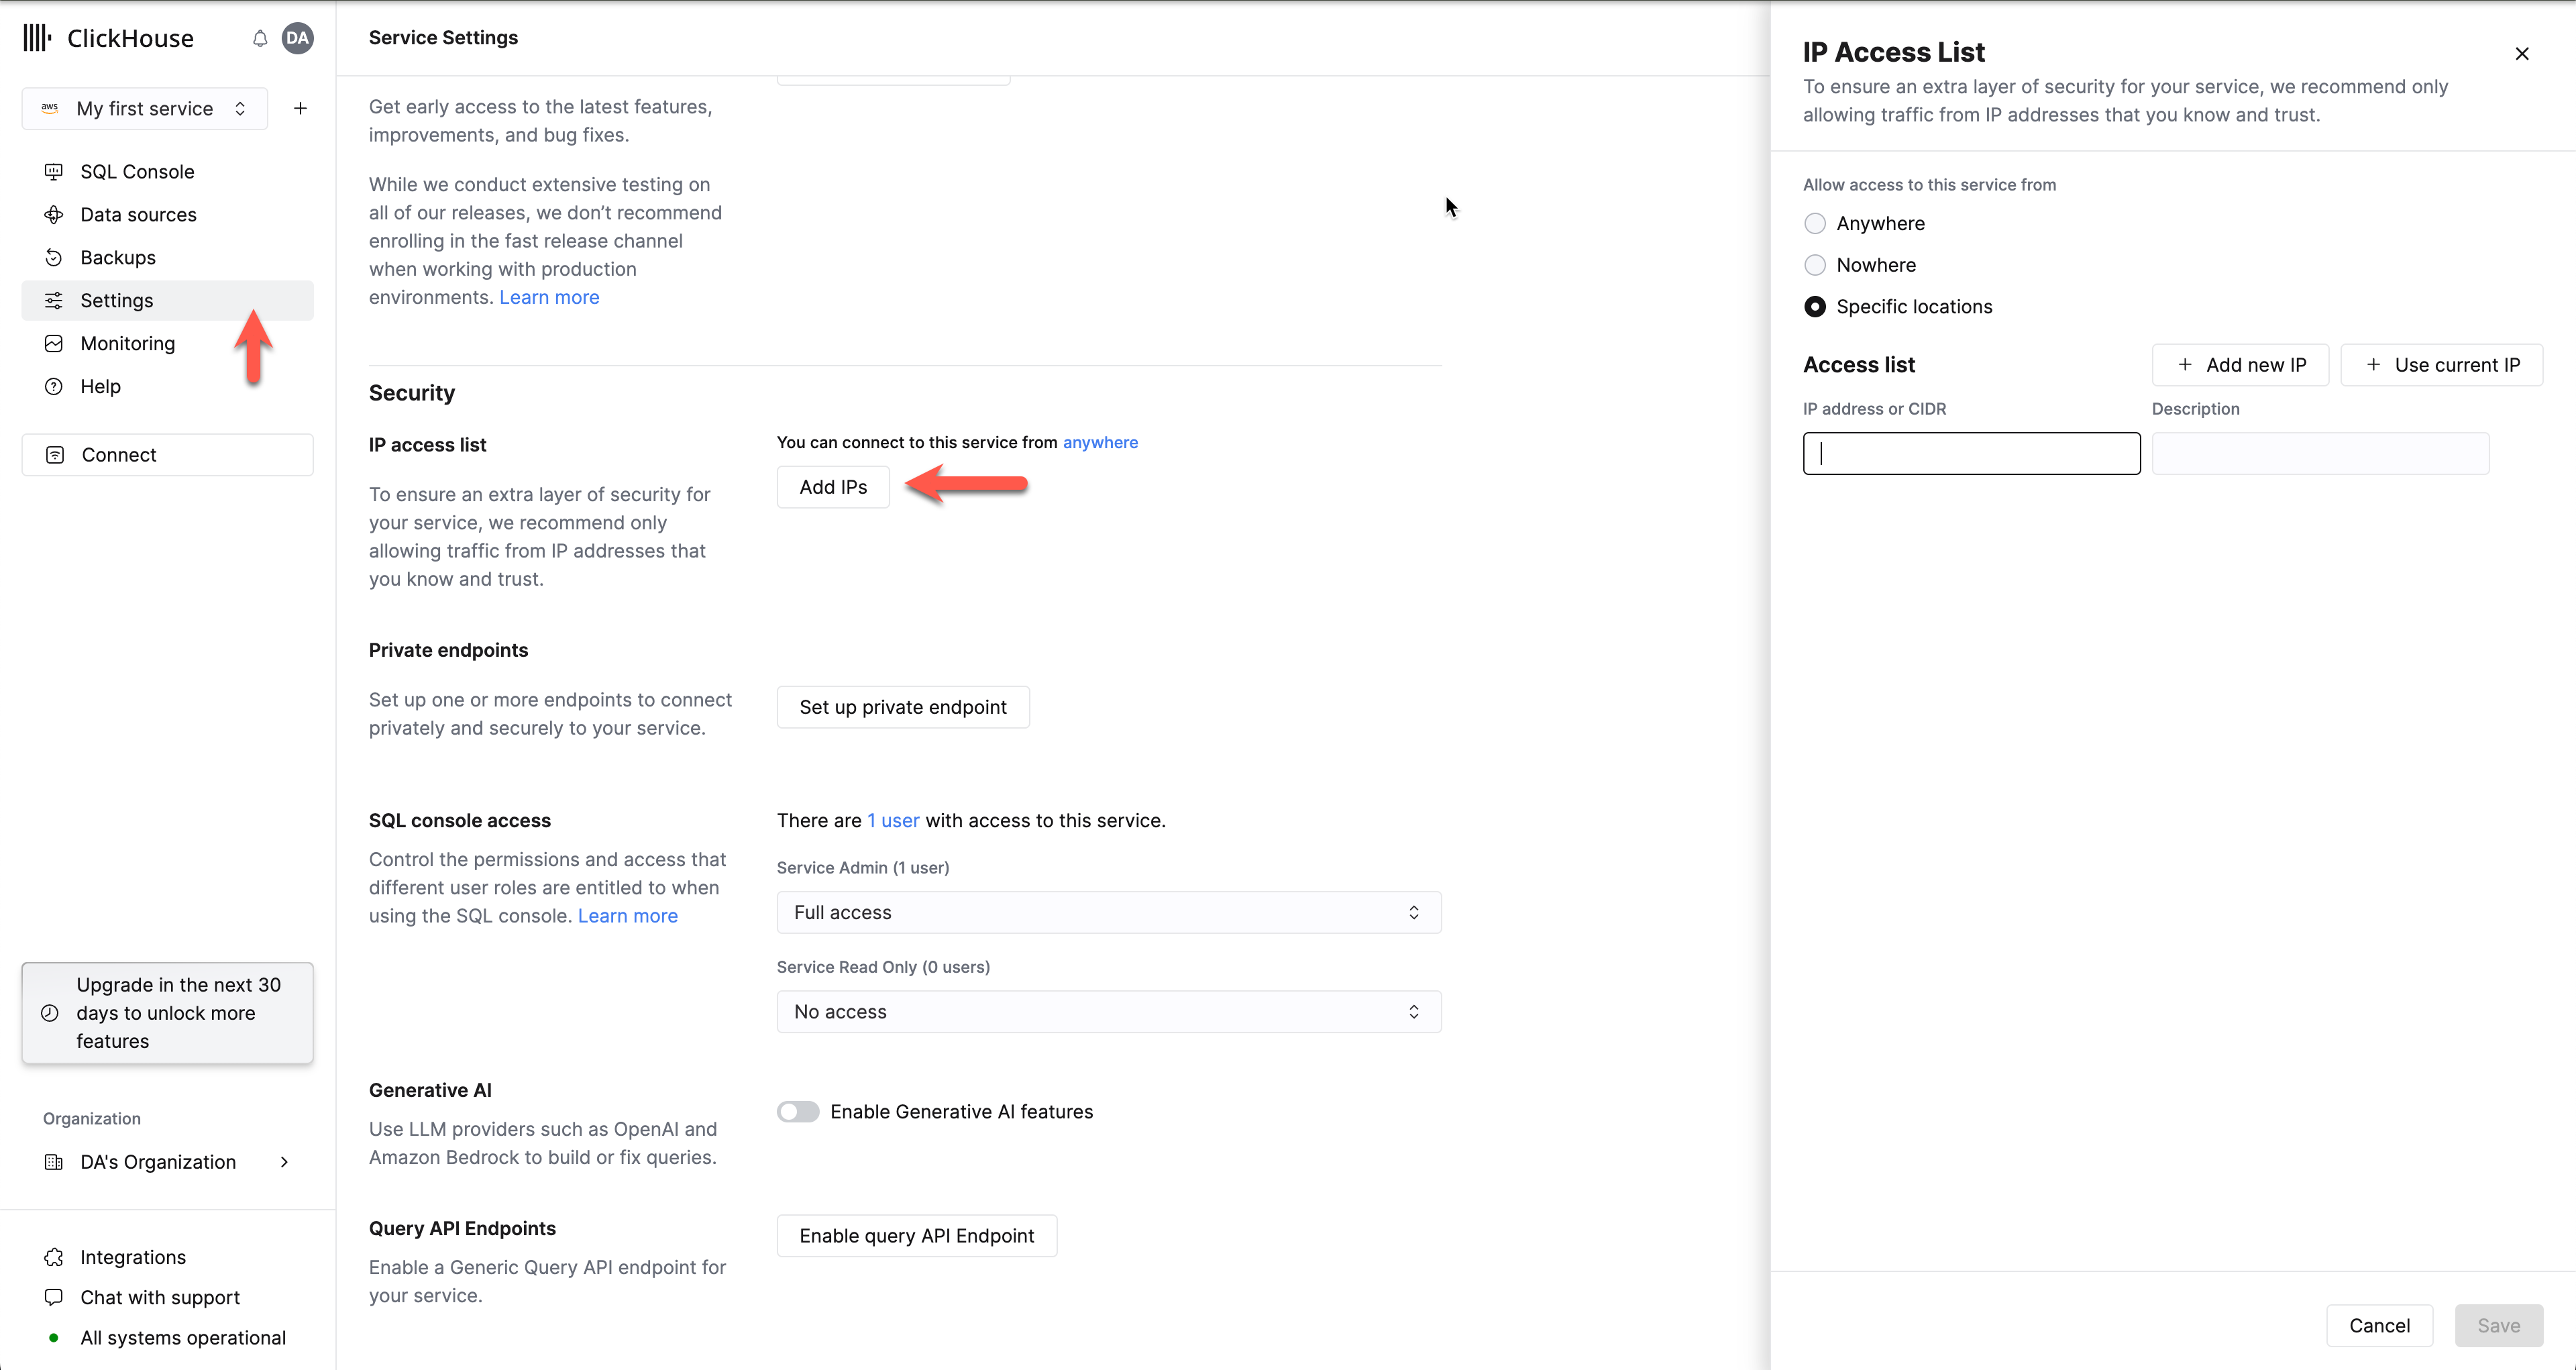 ClickHouse
DA
aws
My first service
SQL Console
Data sources
Backups
Settings
Monitoring
Help
Connect
Upgrade in the next 30
days to unlock more
features
Organization
DA's Organization
Integrations
Chat with support
All systems operational
Service Settings
Get early access to the latest features,
improvements, and bug fixes.
While we conduct extensive testing on
all of our releases, we don’t recommend
enrolling in the fast release channel
when working with production
environments. Learn more
Security
IP access list
To ensure an extra layer of security for
your service, we recommend only
allowing traffic from IP addresses that
you know and trust.
You can connect to this service from anywhere
Add IPs
Private endpoints
Set up one or more endpoints to connect
privately and securely to your service.
Set up private endpoint
SQL console access
Control the permissions and access that
different user roles are entitled to when
using the SQL console. Learn more
There are 1 user with access to this service.
Service Admin (1 user)
Full access
Service Read Only (0 users)
No access
Generative AI
Use LLM providers such as OpenAI and
Amazon Bedrock to build or fix queries.
Enable Generative AI features
Query API Endpoints
Enable a Generic Query API endpoint for
your service.
Enable query API Endpoint
IP Access List
To ensure an extra layer of security for your service, we recommend only
allowing traffic from IP addresses that you know and trust.
Allow access to this service from
Anywhere
Nowhere
Specific locations
Access list
+ Add new IP
+ Use current IP
IP address or CIDR
Description
Cancel
Save